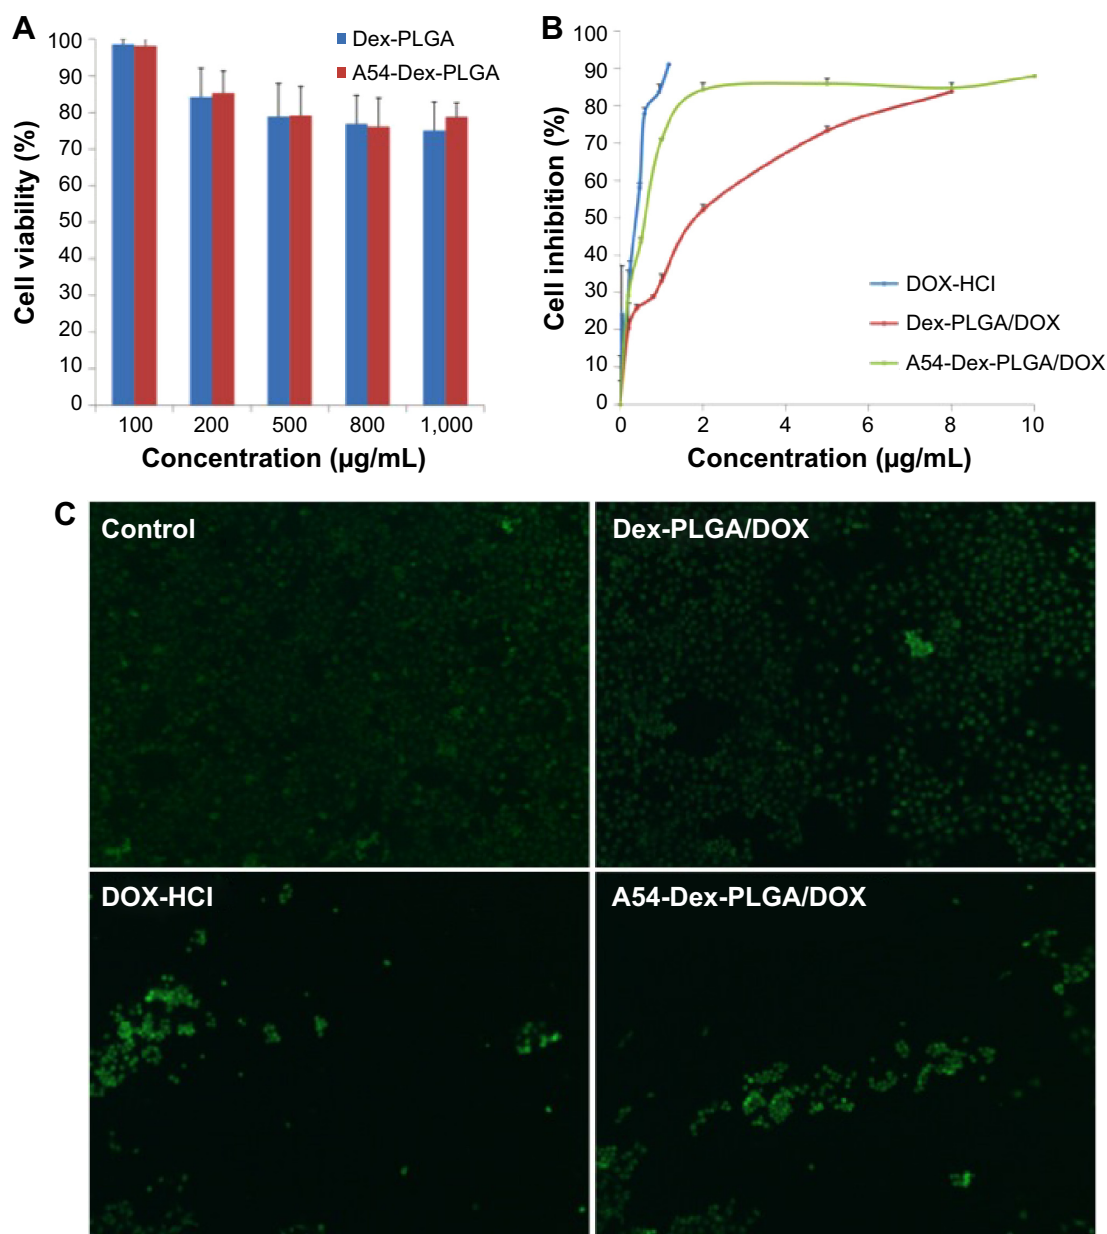 A
Cell viability (%)
100
90
80
70
60
50
40
30
20
10
0
100 200 500 800 1,000
Concentration (µg/mL)
Dex-PLGA
A54-Dex-PLGA
B
Cell inhibition (%)
100
90
80
70
60
50
40
30
20
10
0
0 2 4 6 8 10
Concentration (µg/mL)
DOX-HCl
Dex-PLGA/DOX
A54-Dex-PLGA/DOX
C
Control
Dex-PLGA/DOX
DOX-HCl
A54-Dex-PLGA/DOX